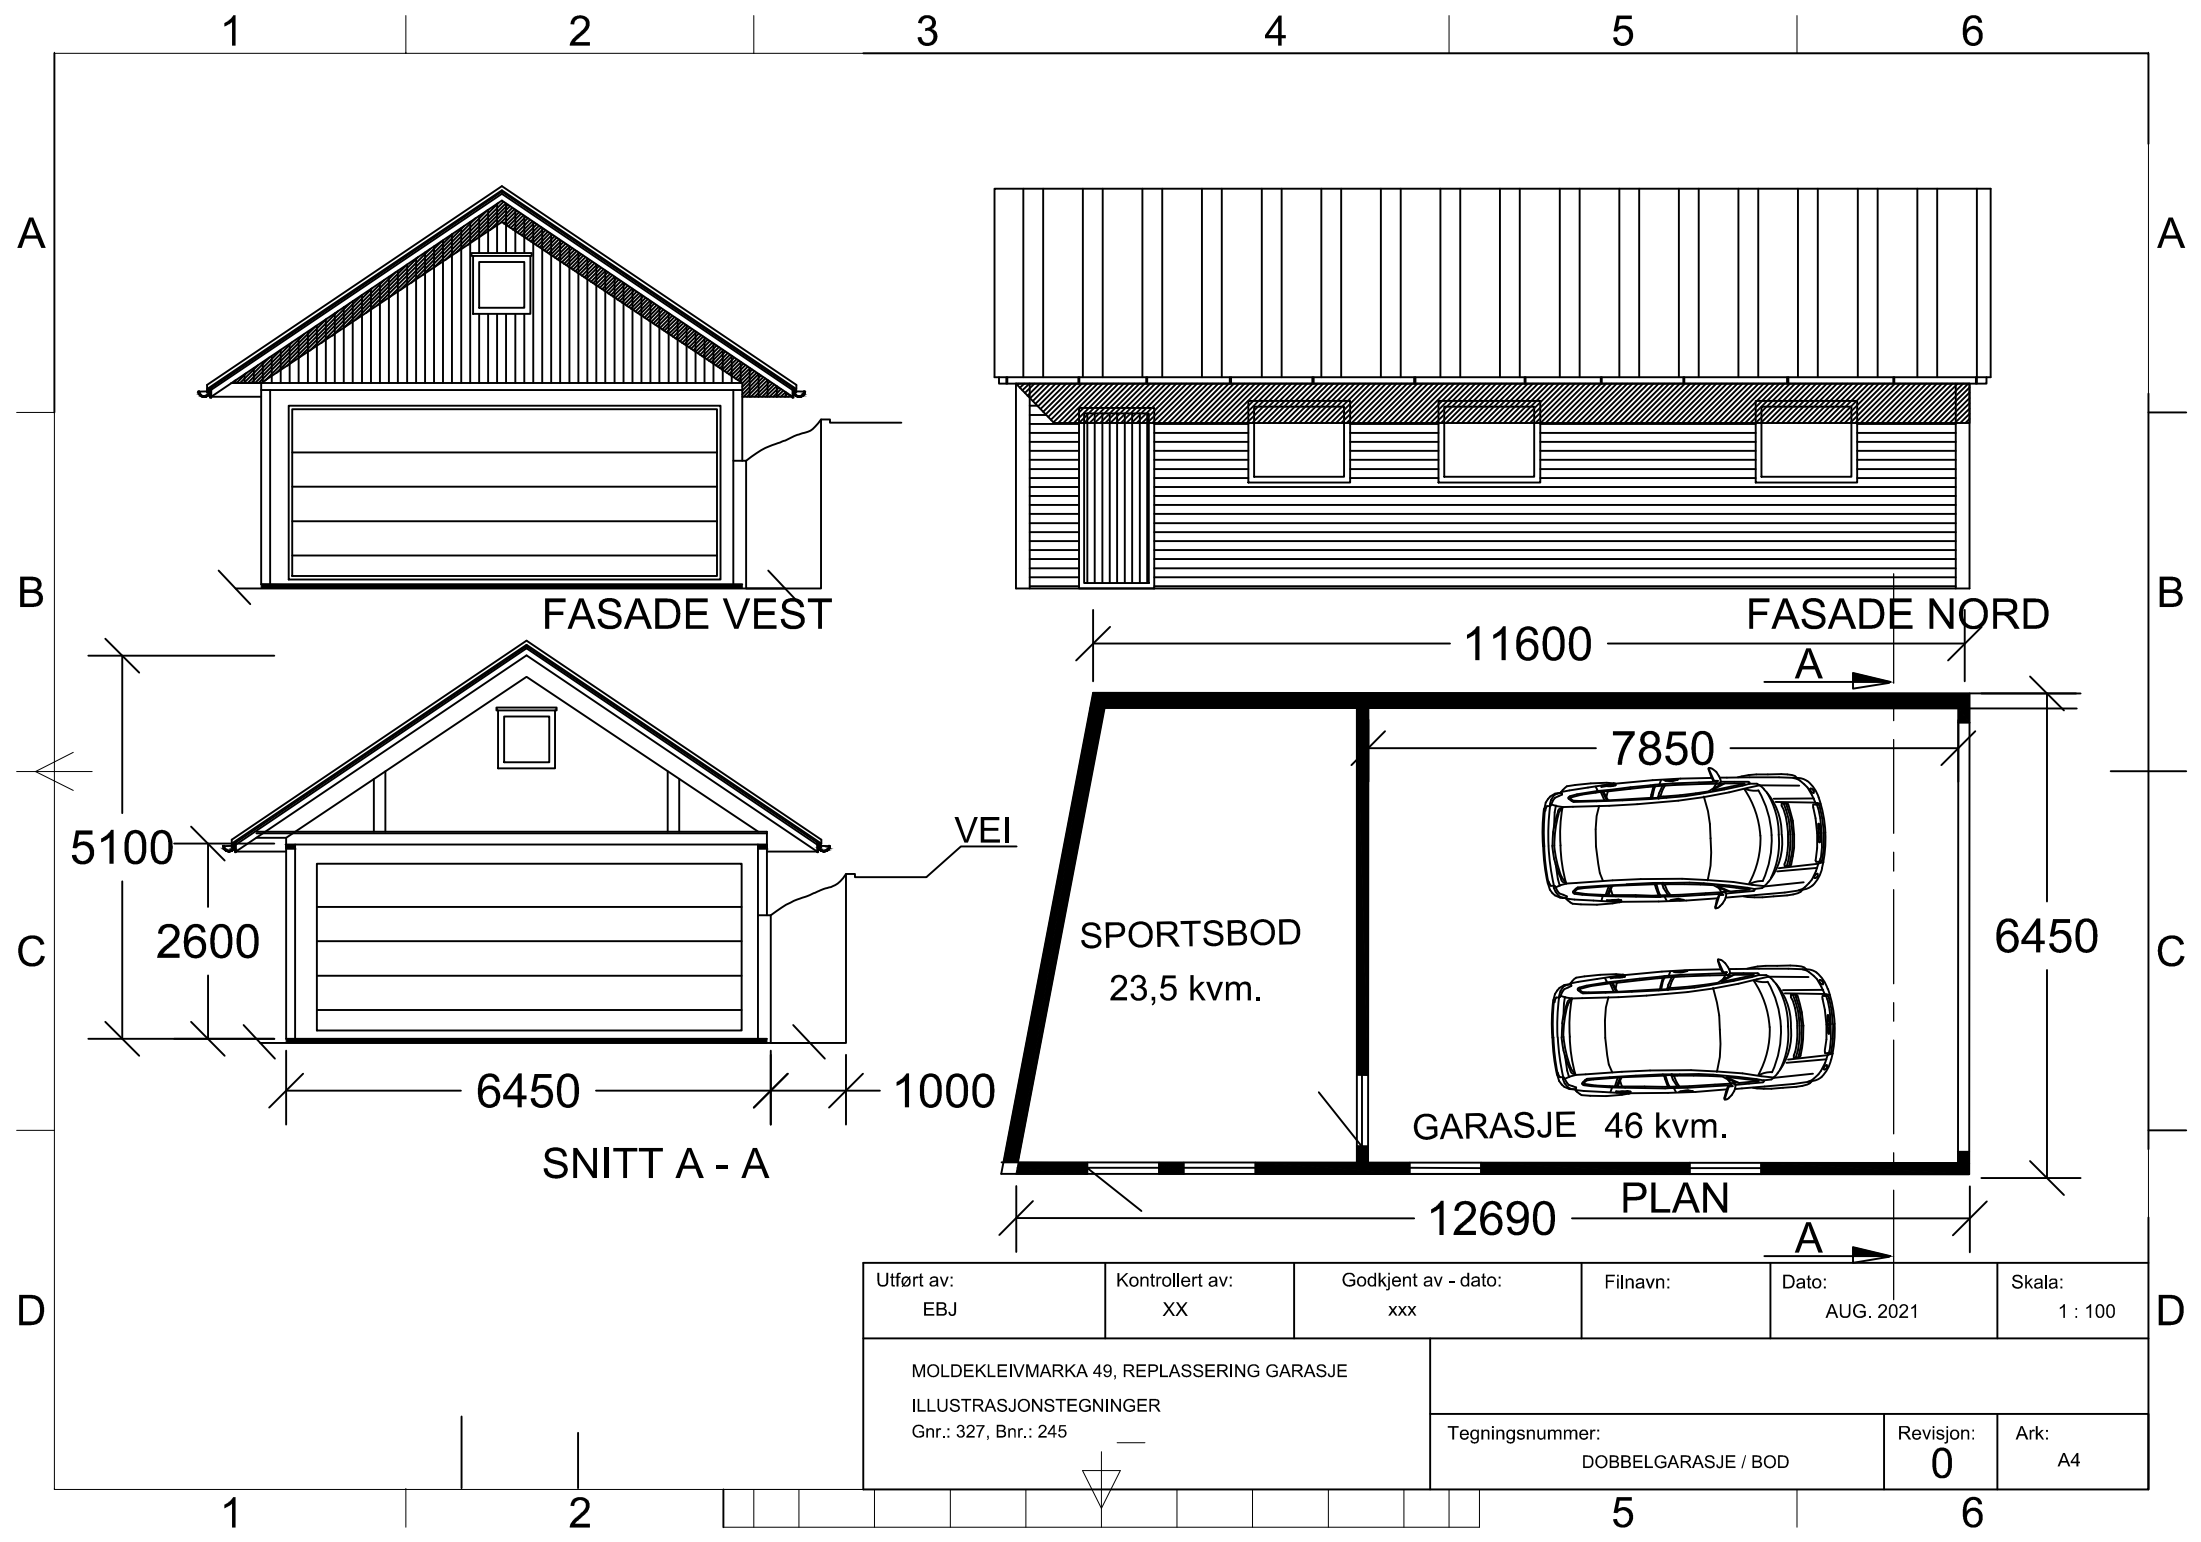 1 2 3 4 5 6
A A
FASADE VEST
FASADE NORD
B B
11600
A
7850
5100
2600
VEI
SPORTSBOD
23,5 kvm.
6450
C C
6450
1000
GARASJE 46 kvm.
SNITT A - A
PLAN
12690
A
D D
Utført av:
EBJ
Kontrollert av:
XX
Godkjent av - dato:
xxx
Filnavn:
Dato:
AUG. 2021
Skala:
1 : 100
MOLDEKLEIVMARKA 49, REPLASSERING GARASJE
ILLUSTRASJONSTEGNINGER
Gnr.: 327, Bnr.: 245
Tegningsnummer:
DOBBELGARASJE / BOD
Revisjon:
0
Ark:
A4
1 2 5 6